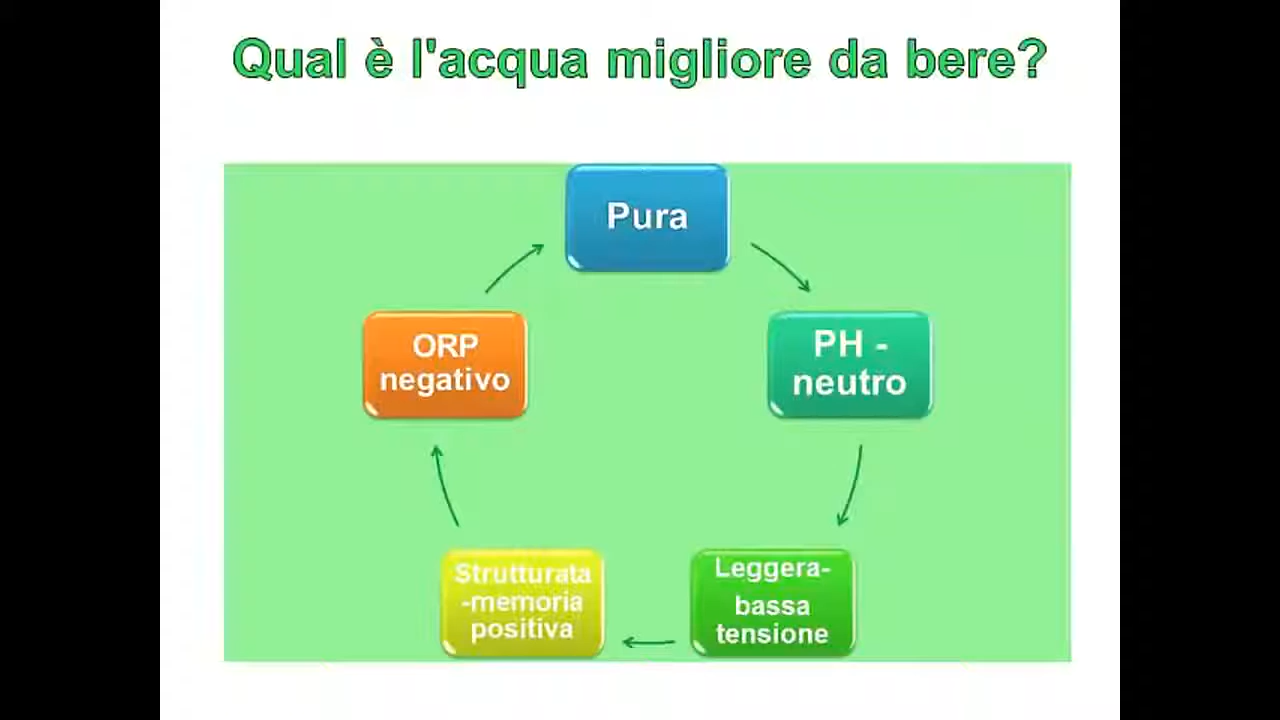 Qual è l'acqua migliore da bere?
Pura
PH -
neutro
Leggera-
bassa
tensione
Strutturata
-memoria
positiva
ORP
negativo